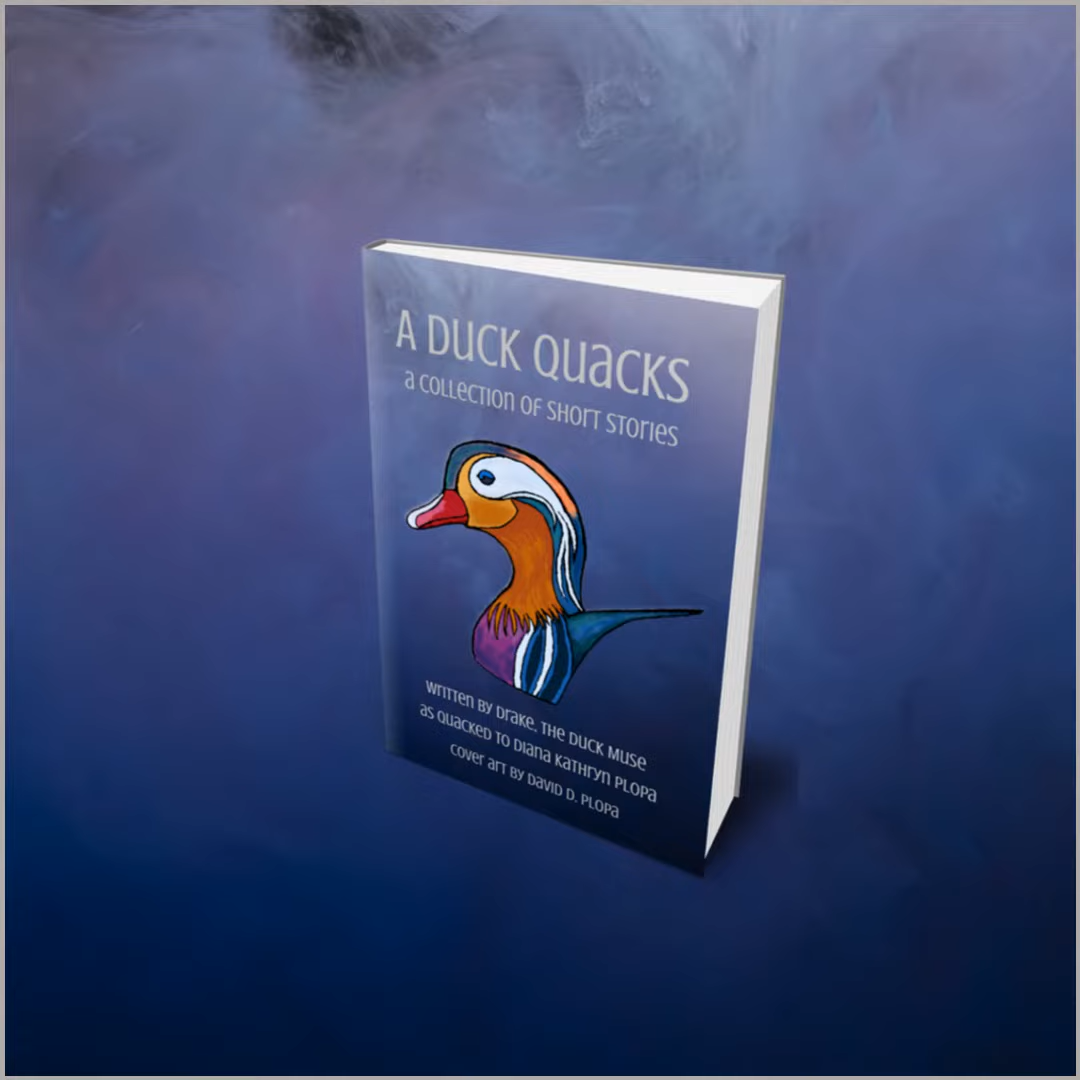 A Duck Quacks
a collection of short stories
written by Drake, the Duck Muse
as quacked to Diana Kathryn Plopa
cover art by David D. Plopa